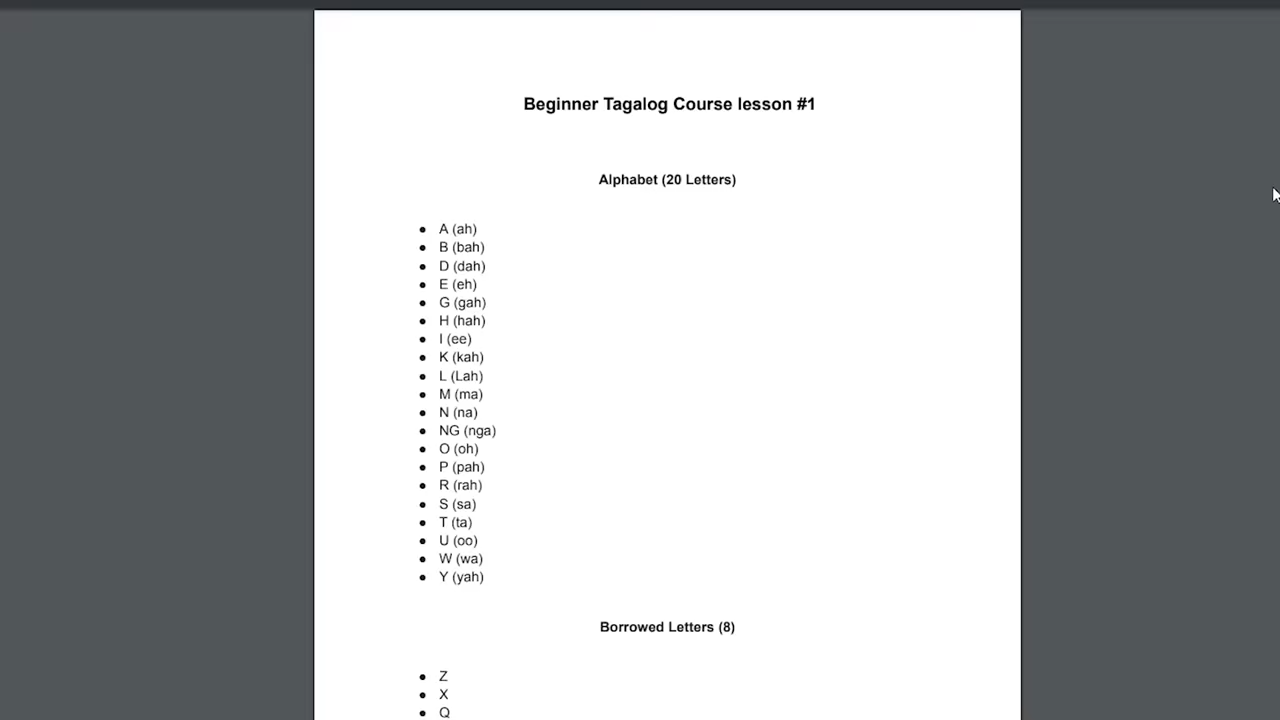 Beginner Tagalog Course lesson #1
Alphabet (20 Letters)
● A (ah)
● B (bah)
● D (dah)
● E (eh)
● G (gah)
● H (hah)
● I (ee)
● K (kah)
● L (Lah)
● M (ma)
● N (na)
● NG (nga)
● O (oh)
● P (pah)
● R (rah)
● S (sa)
● T (ta)
● U (oo)
● W (wa)
● Y (yah)
Borrowed Letters (8)
● Z
● X
● Q